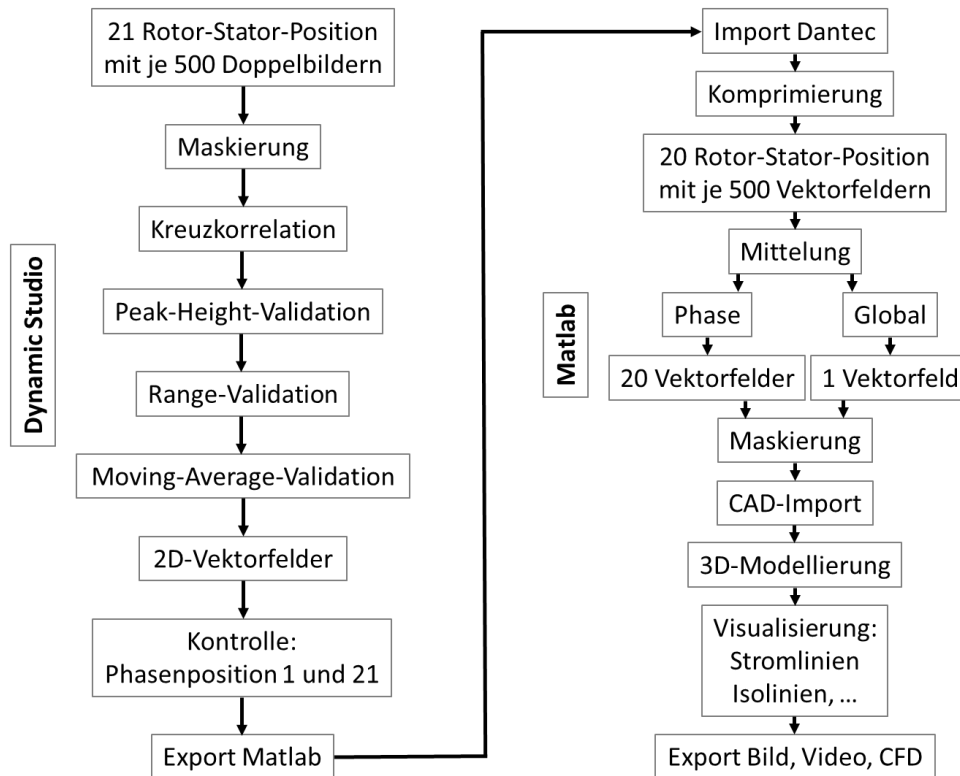 Dynamic Studio
21 Rotor-Stator-Position
mit je 500 Doppelbildern
Maskierung
Kreuzkorrelation
Peak-Height-Validation
Range-Validation
Moving-Average-Validation
2D-Vektorfelder
Kontrolle:
Phasenposition 1 und 21
Export Matlab
Matlab
Import Dantec
Komprimierung
20 Rotor-Stator-Position
mit je 500 Vektorfeldern
Mittelung
Phase
Global
20 Vektorfelder
1 Vektorfeld
Maskierung
CAD-Import
3D-Modellierung
Visualisierung:
Stromlinien
Isolinien, ...
Export Bild, Video, CFD